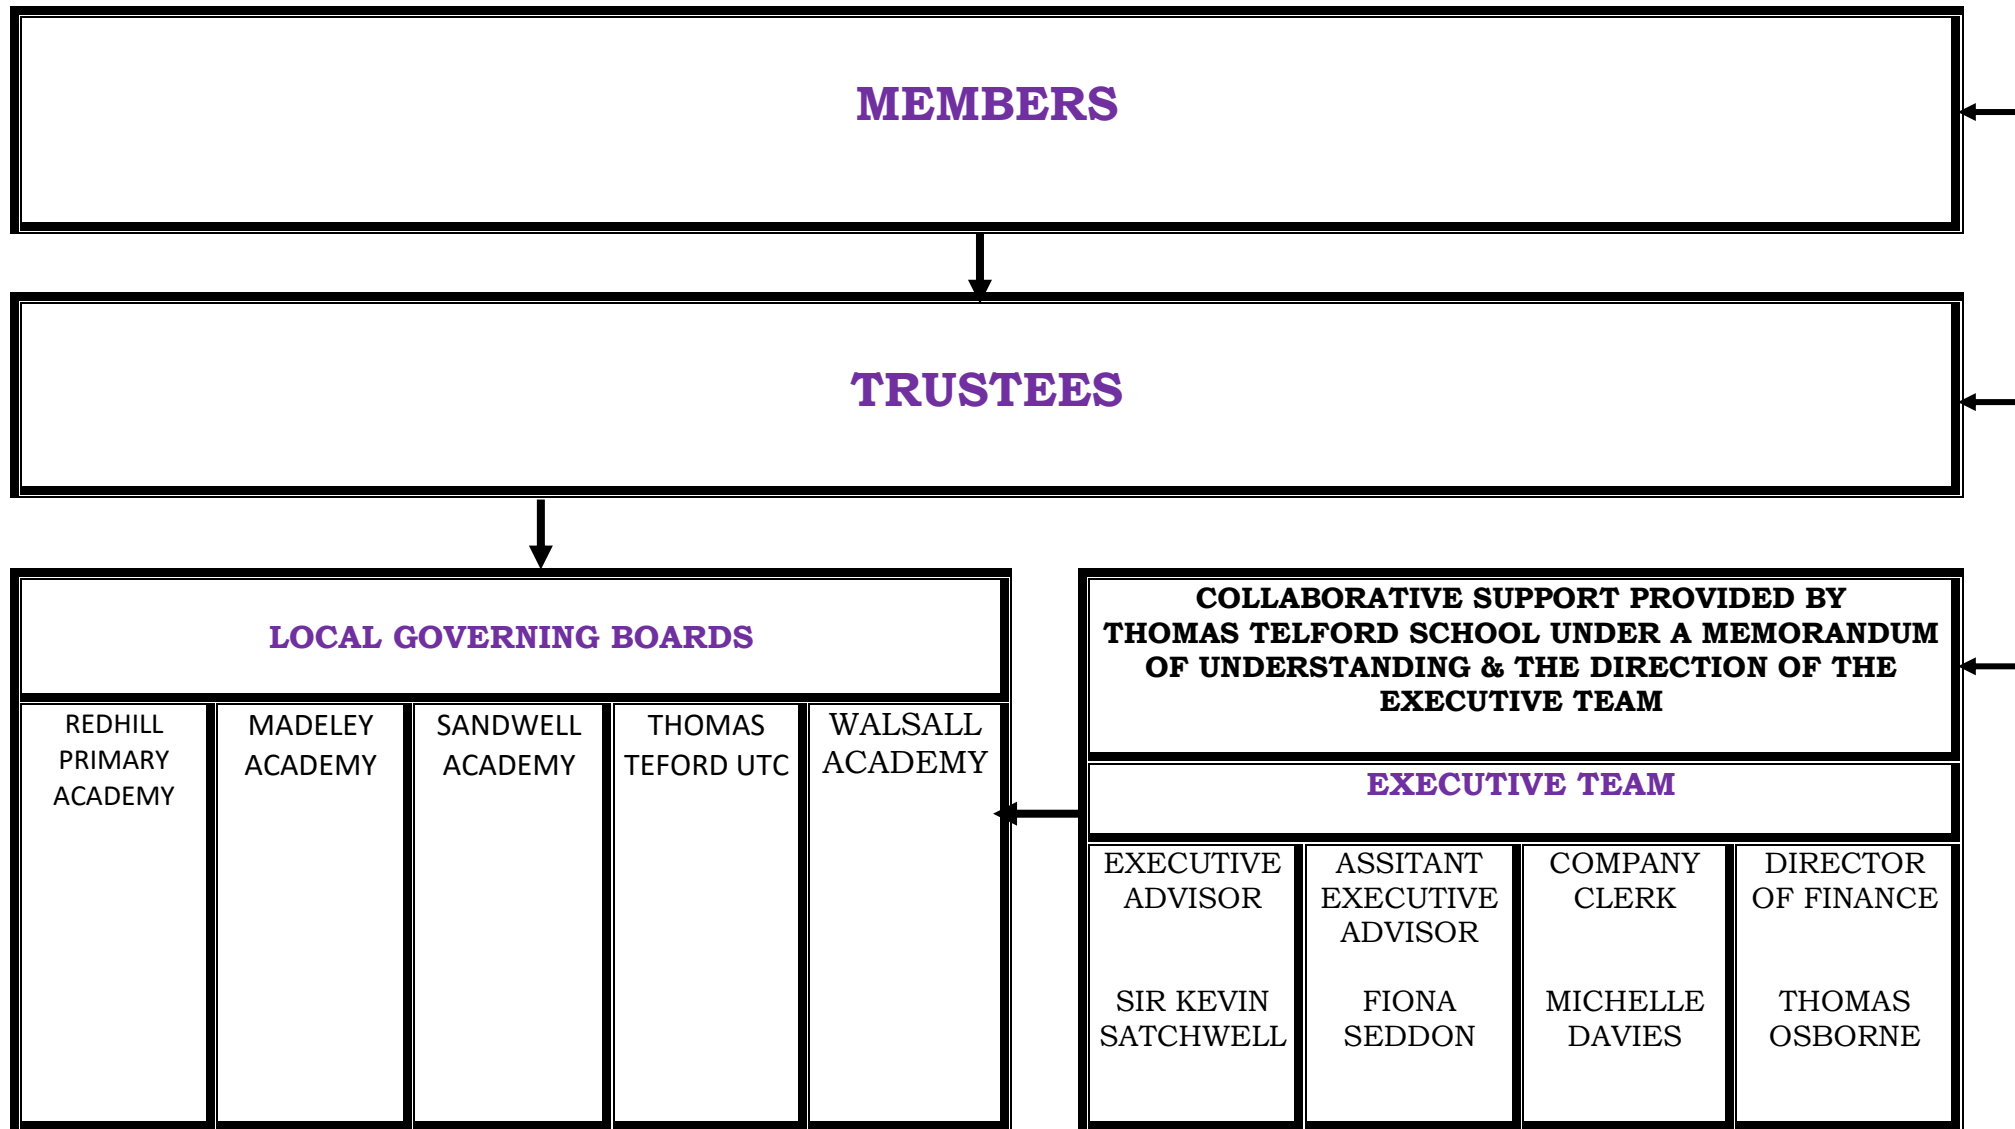 MEMBERS
TRUSTEES
LOCAL GOVERNING BOARDS
REDHILL
PRIMARY
ACADEMY
MADELEY
ACADEMY
SANDWELL
ACADEMY
THOMAS
TEFORD UTC
WALSALL
ACADEMY
COLLABORATIVE SUPPORT PROVIDED BY
THOMAS TELFORD SCHOOL UNDER A MEMORANDUM
OF UNDERSTANDING & THE DIRECTION OF THE
EXECUTIVE TEAM
EXECUTIVE TEAM
EXECUTIVE
ADVISOR
SIR KEVIN
SATCHWELL
ASSITANT
EXECUTIVE
ADVISOR
FIONA
SEDDON
COMPANY
CLERK
MICHELLE
DAVIES
DIRECTOR
OF FINANCE
THOMAS
OSBORNE